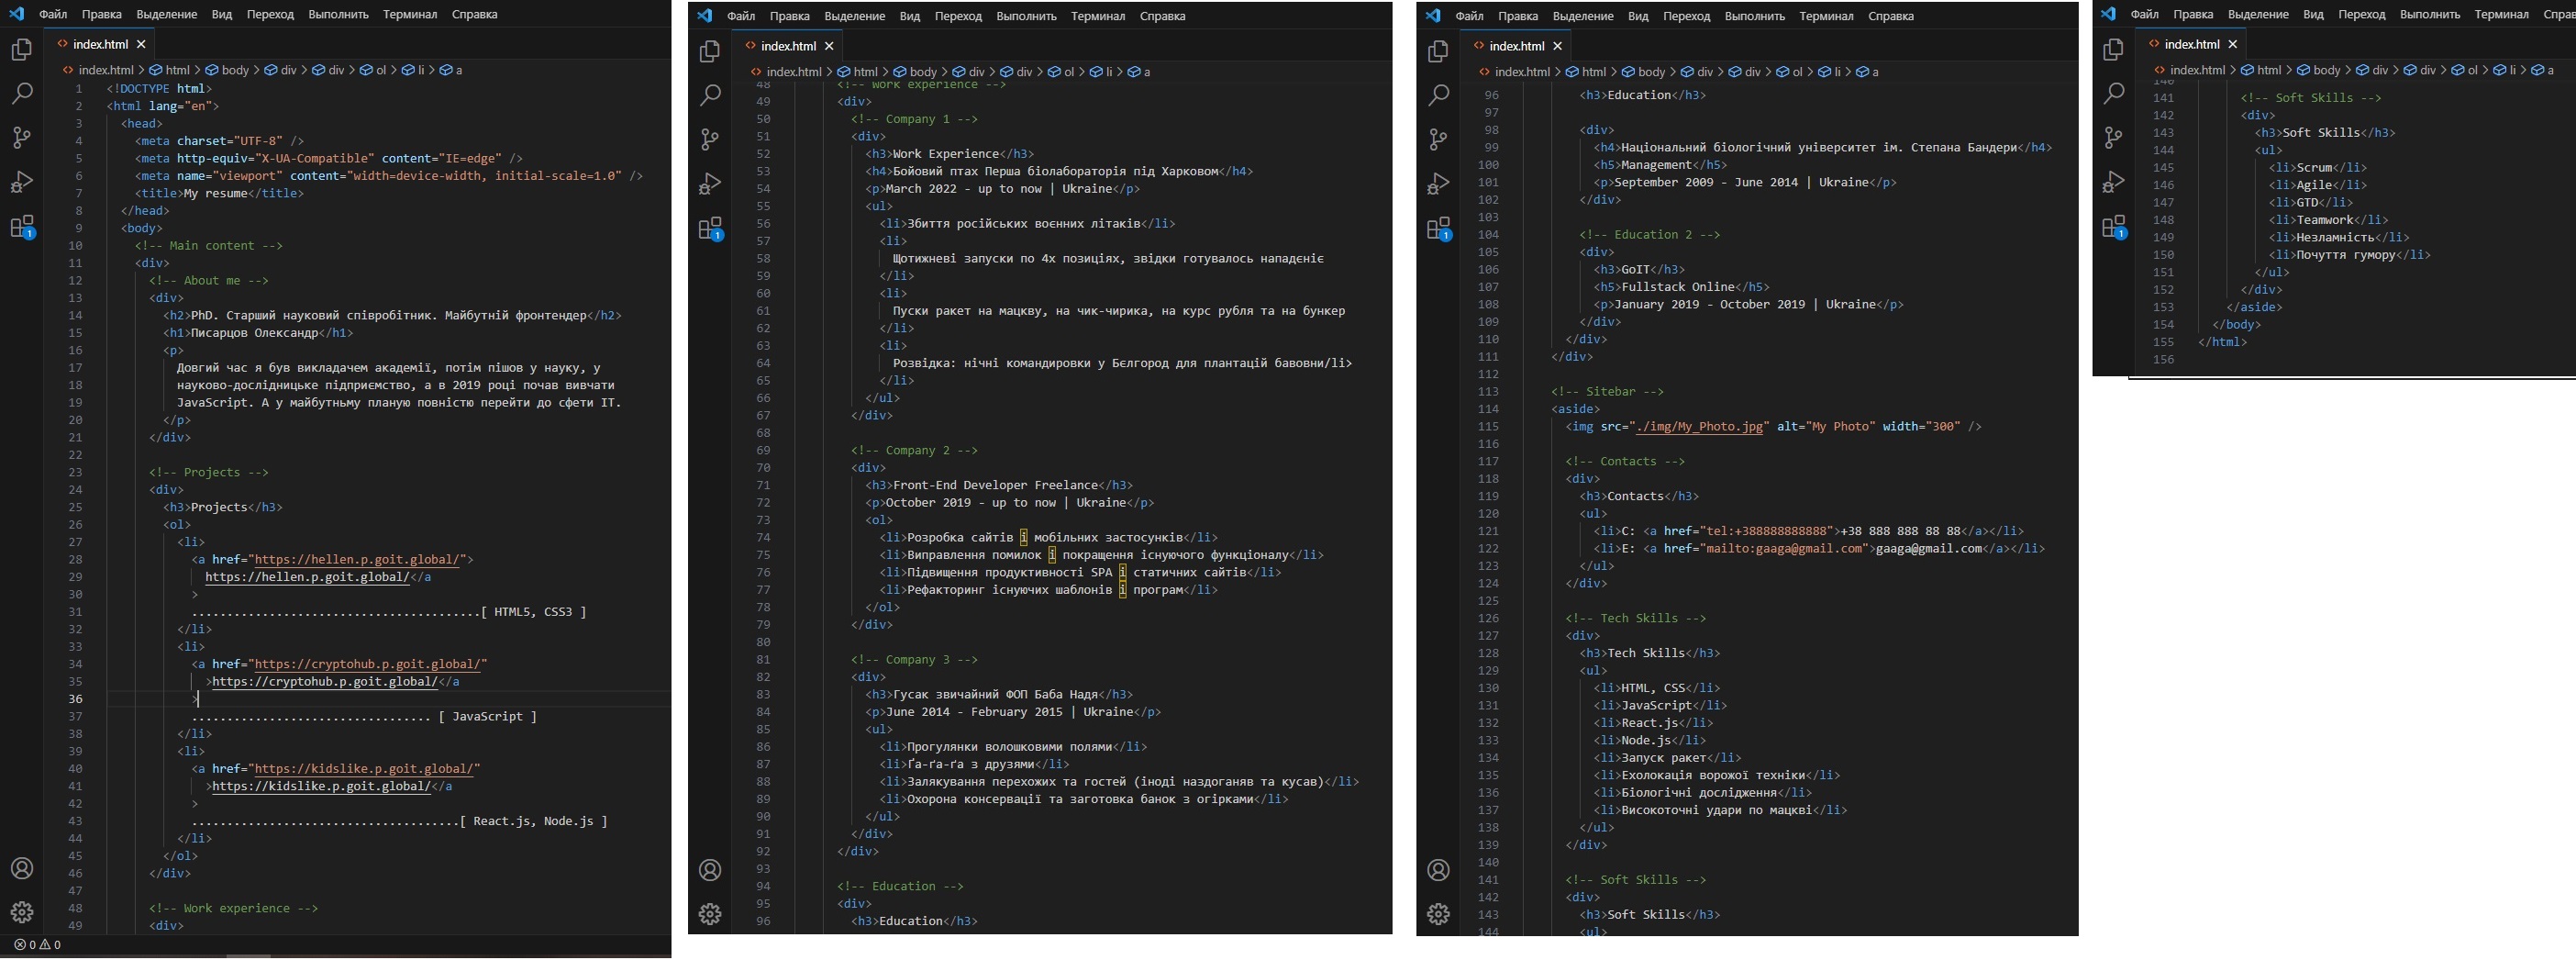 Файл Правка Выделение Вид Переход Выполнить Терминал Справка
index.html
index.html > html > body > div > div > ol > li > a
1 <!DOCTYPE html>
2 <html lang="en">
3 <head>
4 <meta charset="UTF-8" />
5 <meta http-equiv="X-UA-Compatible" content="IE=edge" />
6 <meta name="viewport" content="width=device-width, initial-scale=1.0" />
7 <title>My resume</title>
8 </head>
9 <body>
10 <!-- Main content -->
11 <div>
12 <!-- About me -->
13 <div>
14 <h2>PhD. Старший науковий співробітник. Майбутній фронтендер</h2>
15 <h1>Писарцов Олександр</h1>
16 <p>
17 Довгий час я був викладачем академії, потім пішов у науку, у
18 науково-дослідницьке підприємство, а в 2019 році почав вивчати
19 JavaScript. А у майбутньму планую повністю перейти до сфети IT.
20 </p>
21 </div>
22
23 <!-- Projects -->
24 <div>
25 <h3>Projects</h3>
26 <ol>
27 <li>
28 <a href="https://hellen.p.goit.global/">
29 https://hellen.p.goit.global/</a
30 >
31 .........................................[ HTML5, CSS3 ]
32 </li>
33 <li>
34 <a href="https://cryptohub.p.goit.global/"
35 >https://cryptohub.p.goit.global/</a
36 >
37 .................................. [ JavaScript ]
38 </li>
39 <li>
40 <a href="https://kidslike.p.goit.global/"
41 >https://kidslike.p.goit.global/</a
42 >
43 ......................................[ React.js, Node.js ]
44 </li>
45 </ol>
46 </div>
47
48 <!-- Work experience -->
49 <div>
0 0
1
Файл Правка Выделение Вид Переход Выполнить Терминал Справка
index.html
index.html > html > body > div > div > ol > li > a
48 <!-- Work experience -->
49 <div>
50 <!-- Company 1 -->
51 <div>
52 <h3>Work Experience</h3>
53 <h4>Бойовий птах Перша біолабораторія під Харковом</h4>
54 <p>March 2022 - up to now | Ukraine</p>
55 <ul>
56 <li>Збиття російських воєнних літаків</li>
57 <li>
58 Щотижневі запуски по 4х позиціях, звідки готувалось нападєніє
59 </li>
60 <li>
61 Пуски ракет на мацкву, на чик-чирика, на курс рубля та на бункер
62 </li>
63 <li>
64 Розвідка: нічні командировки у Бєлгород для плантацій бавовни/li>
65 </li>
66 </ul>
67 </div>
68
69 <!-- Company 2 -->
70 <div>
71 <h3>Front-End Developer Freelance</h3>
72 <p>October 2019 - up to now | Ukraine</p>
73 <ol>
74 <li>Розробка сайтів і мобільних застосунків</li>
75 <li>Виправлення помилок і покращення існуючого функціоналу</li>
76 <li>Підвищення продуктивності SPA і статичних сайтів</li>
77 <li>Рефакторинг існуючих шаблонів і програм</li>
78 </ol>
79 </div>
80
81 <!-- Company 3 -->
82 <div>
83 <h3>Гусак звичайний ФОП Баба Надя</h3>
84 <p>June 2014 - February 2015 | Ukraine</p>
85 <ul>
86 <li>Прогулянки волошковими полями</li>
87 <li>Ґа-ґа-ґа з друзями</li>
88 <li>Залякування перехожих та гостей (іноді наздоганяв та кусав)</li>
89 <li>Охорона консервації та заготовка банок з огірками</li>
90 </ul>
91 </div>
92 </div>
93
94 <!-- Education -->
95 <div>
96 <h3>Education</h3>
1
Файл Правка Выделение Вид Переход Выполнить Терминал Справка
index.html
index.html > html > body > div > div > ol > li > a
96 <h3>Education</h3>
97
98 <div>
99 <h4>Національний біологічний університет ім. Степана Бандери</h4>
100 <h5>Management</h5>
101 <p>September 2009 - June 2014 | Ukraine</p>
102 </div>
103
104 <!-- Education 2 -->
105 <div>
106 <h3>GoIT</h3>
107 <h5>Fullstack Online</h5>
108 <p>January 2019 - October 2019 | Ukraine</p>
109 </div>
110 </div>
111 </div>
112
113 <!-- Sitebar -->
114 <aside>
115 <img src="./img/My_Photo.jpg" alt="My Photo" width="300" />
116
117 <!-- Contacts -->
118 <div>
119 <h3>Contacts</h3>
120 <ul>
121 <li>C: <a href="tel:+388888888888">+38 888 888 88 88</a></li>
122 <li>E: <a href="mailto:gaaga@gmail.com">gaaga@gmail.com</a></li>
123 </ul>
124 </div>
125
126 <!-- Tech Skills -->
127 <div>
128 <h3>Tech Skills</h3>
129 <ul>
130 <li>HTML, CSS</li>
131 <li>JavaScript</li>
132 <li>React.js</li>
133 <li>Node.js</li>
134 <li>Запуск ракет</li>
135 <li>Ехолокація ворожої техніки</li>
136 <li>Біологічні дослідження</li>
137 <li>Високоточні удари по мацкві</li>
138 </ul>
139 </div>
140
141 <!-- Soft Skills -->
142 <div>
143 <h3>Soft Skills</h3>
144 <ul>
1
Файл Правка Выделение Вид Переход Выполнить Терминал
index.html
index.html > html > body > div > div > ol > li > a
140
141 <!-- Soft Skills -->
142 <div>
143 <h3>Soft Skills</h3>
144 <ul>
145 <li>Scrum</li>
146 <li>Agile</li>
147 <li>GTD</li>
148 <li>Teamwork</li>
149 <li>Незламність</li>
150 <li>Почуття гумору</li>
151 </ul>
152 </div>
153 </aside>
154 </body>
155 </html>
156
1